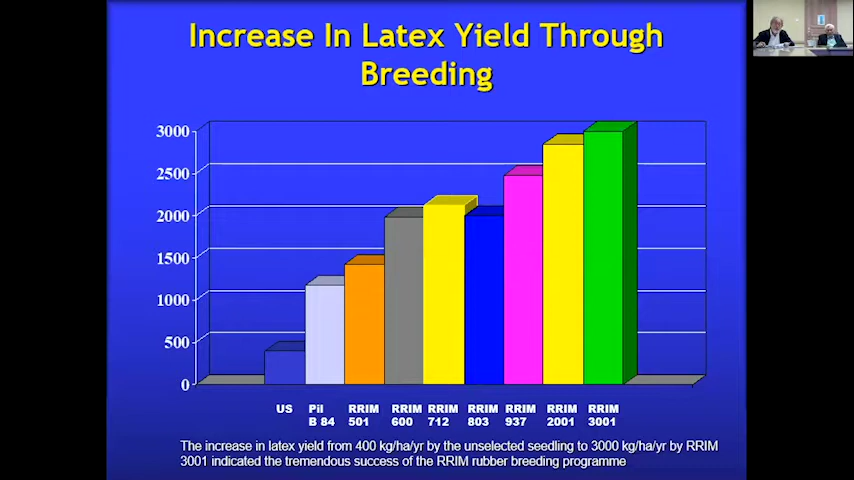 Increase In Latex Yield Through
Breeding
3000
2500
2000
1500
1000
500
0
US Pil RRIM RRIM RRIM RRIM RRIM RRIM RRIM
B 84 501 600 712 803 937 2001 3001
The increase in latex yield from 400 kg/ha/yr by the unselected seedling to 3000 kg/ha/yr by RRIM
3001 indicated the tremendous success of the RRIM rubber breeding programme